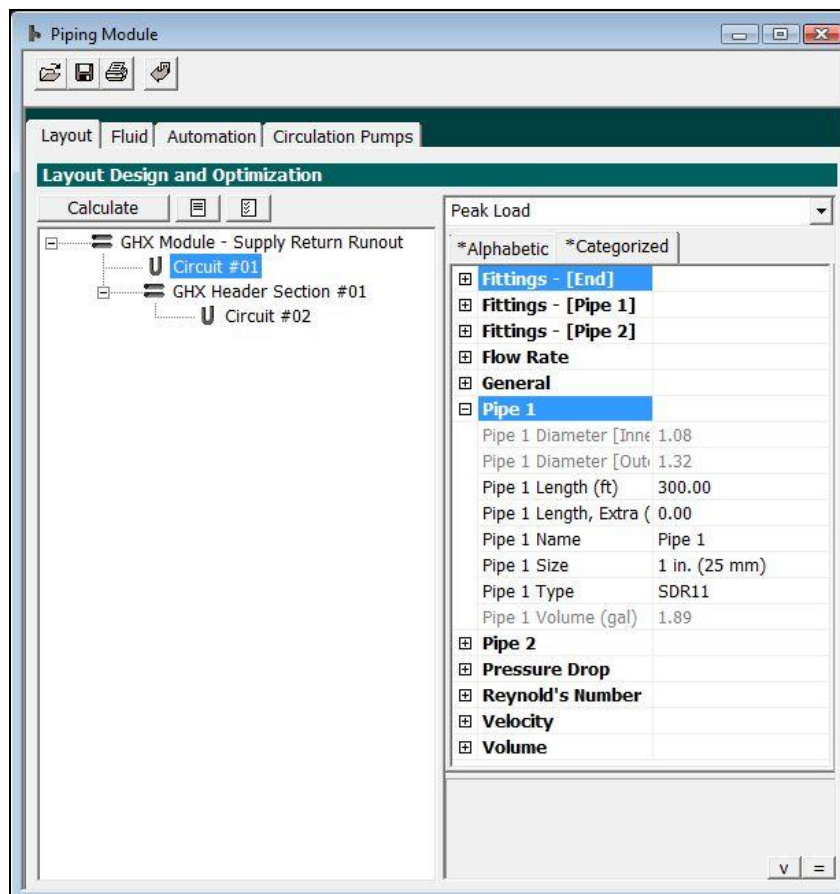 Piping Module
Layout
Fluid
Automation
Circulation Pumps
Layout Design and Optimization
Calculate
GHX Module - Supply Return Runout
Circuit #01
GHX Header Section #01
Circuit #02
Peak Load
*Alphabetic
*Categorized
Fittings - [End]
Fittings - [Pipe 1]
Fittings - [Pipe 2]
Flow Rate
General
Pipe 1
Pipe 1 Diameter [Inne 1.08
Pipe 1 Diameter [Out 1.32
Pipe 1 Length (ft) 300.00
Pipe 1 Length, Extra ( 0.00
Pipe 1 Name Pipe 1
Pipe 1 Size 1 in. (25 mm)
Pipe 1 Type SDR11
Pipe 1 Volume (gal) 1.89
Pipe 2
Pressure Drop
Reynold's Number
Velocity
Volume
v =